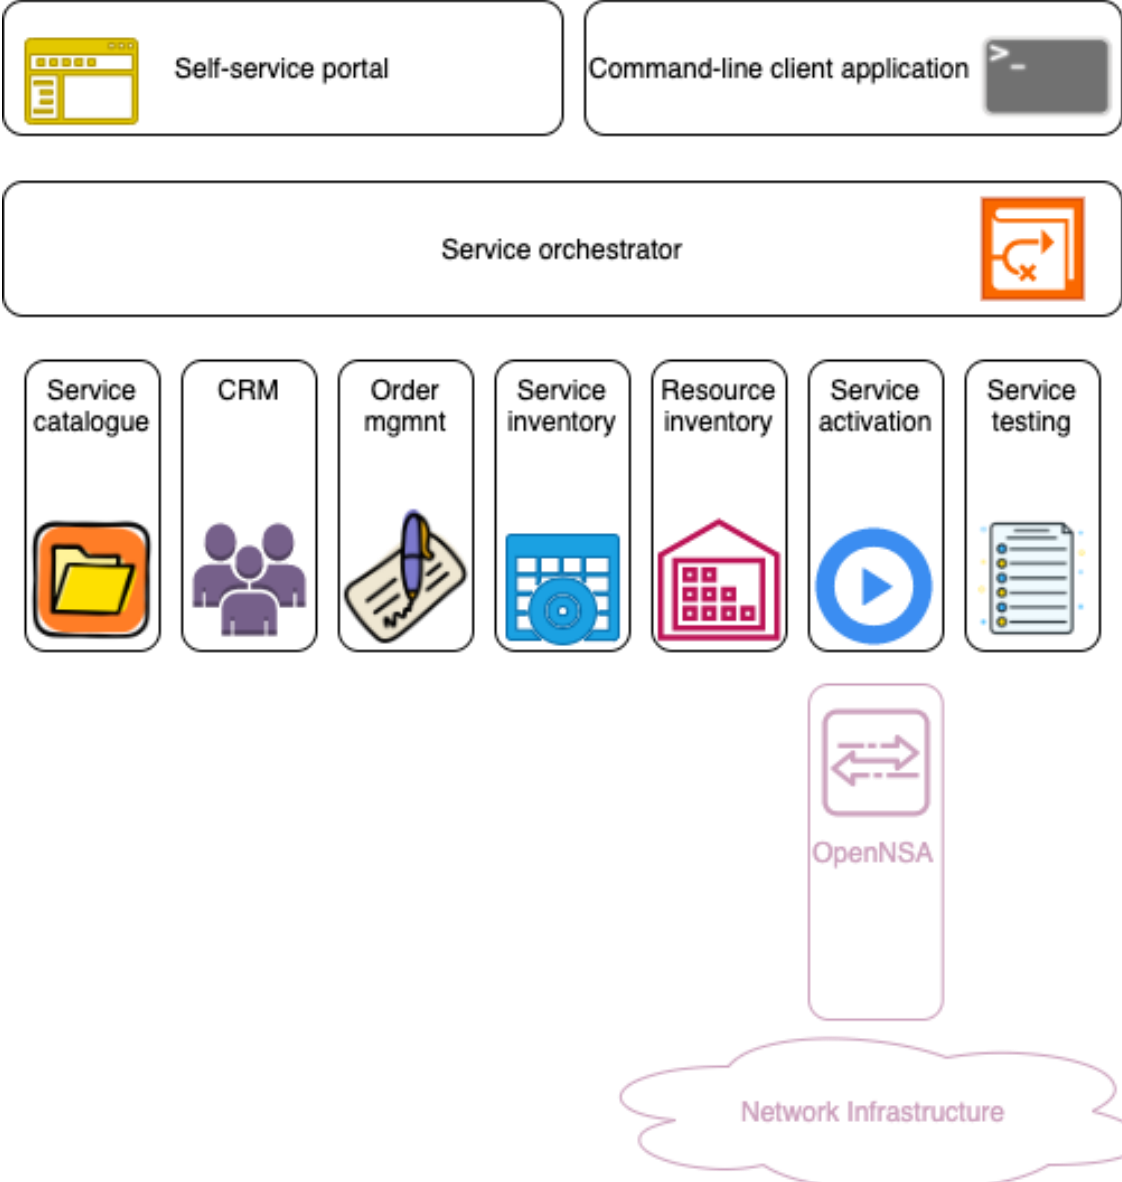 Self-service portal
Command-line client application
>_
Service orchestrator
Service
catalogue
CRM
Order
mgmnt
Service
inventory
Resource
inventory
Service
activation
Service
testing
OpenNSA
Network Infrastructure